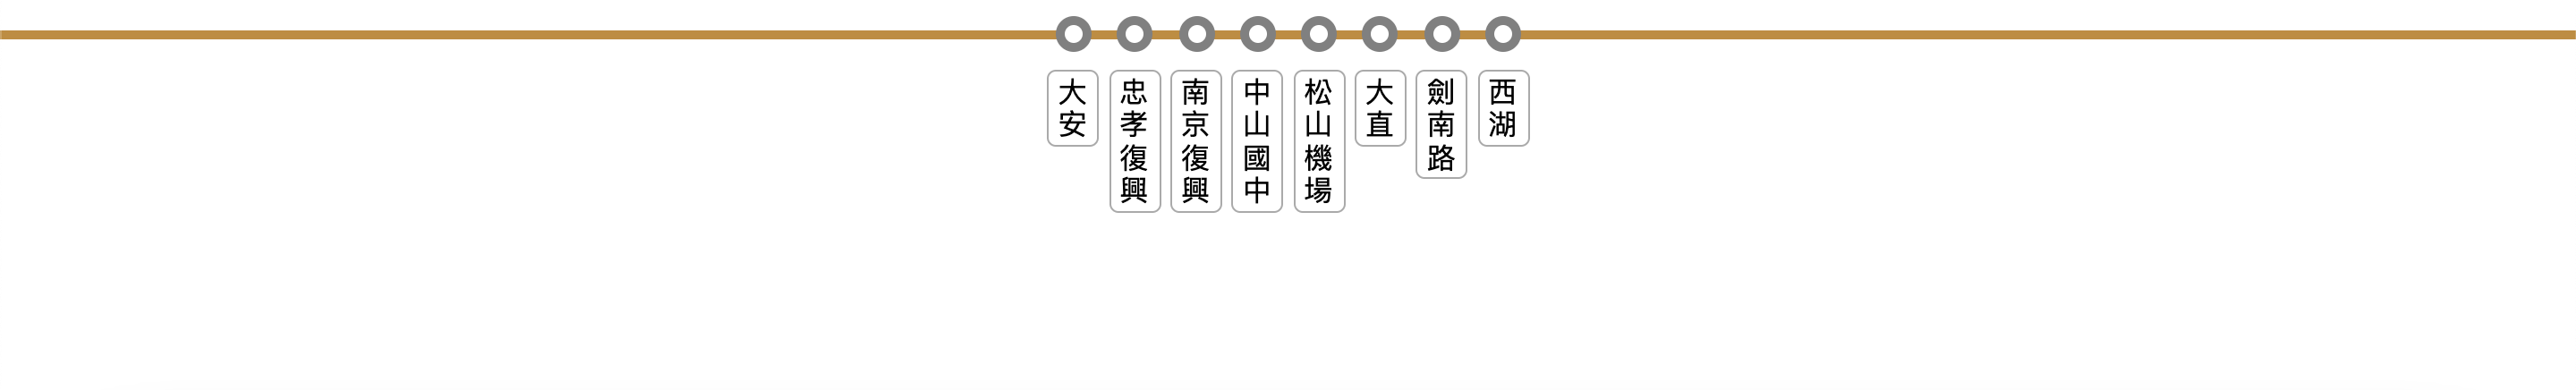 大安
忠孝復興
南京復興
中山國中
松山機場
大直
劍南路
西湖